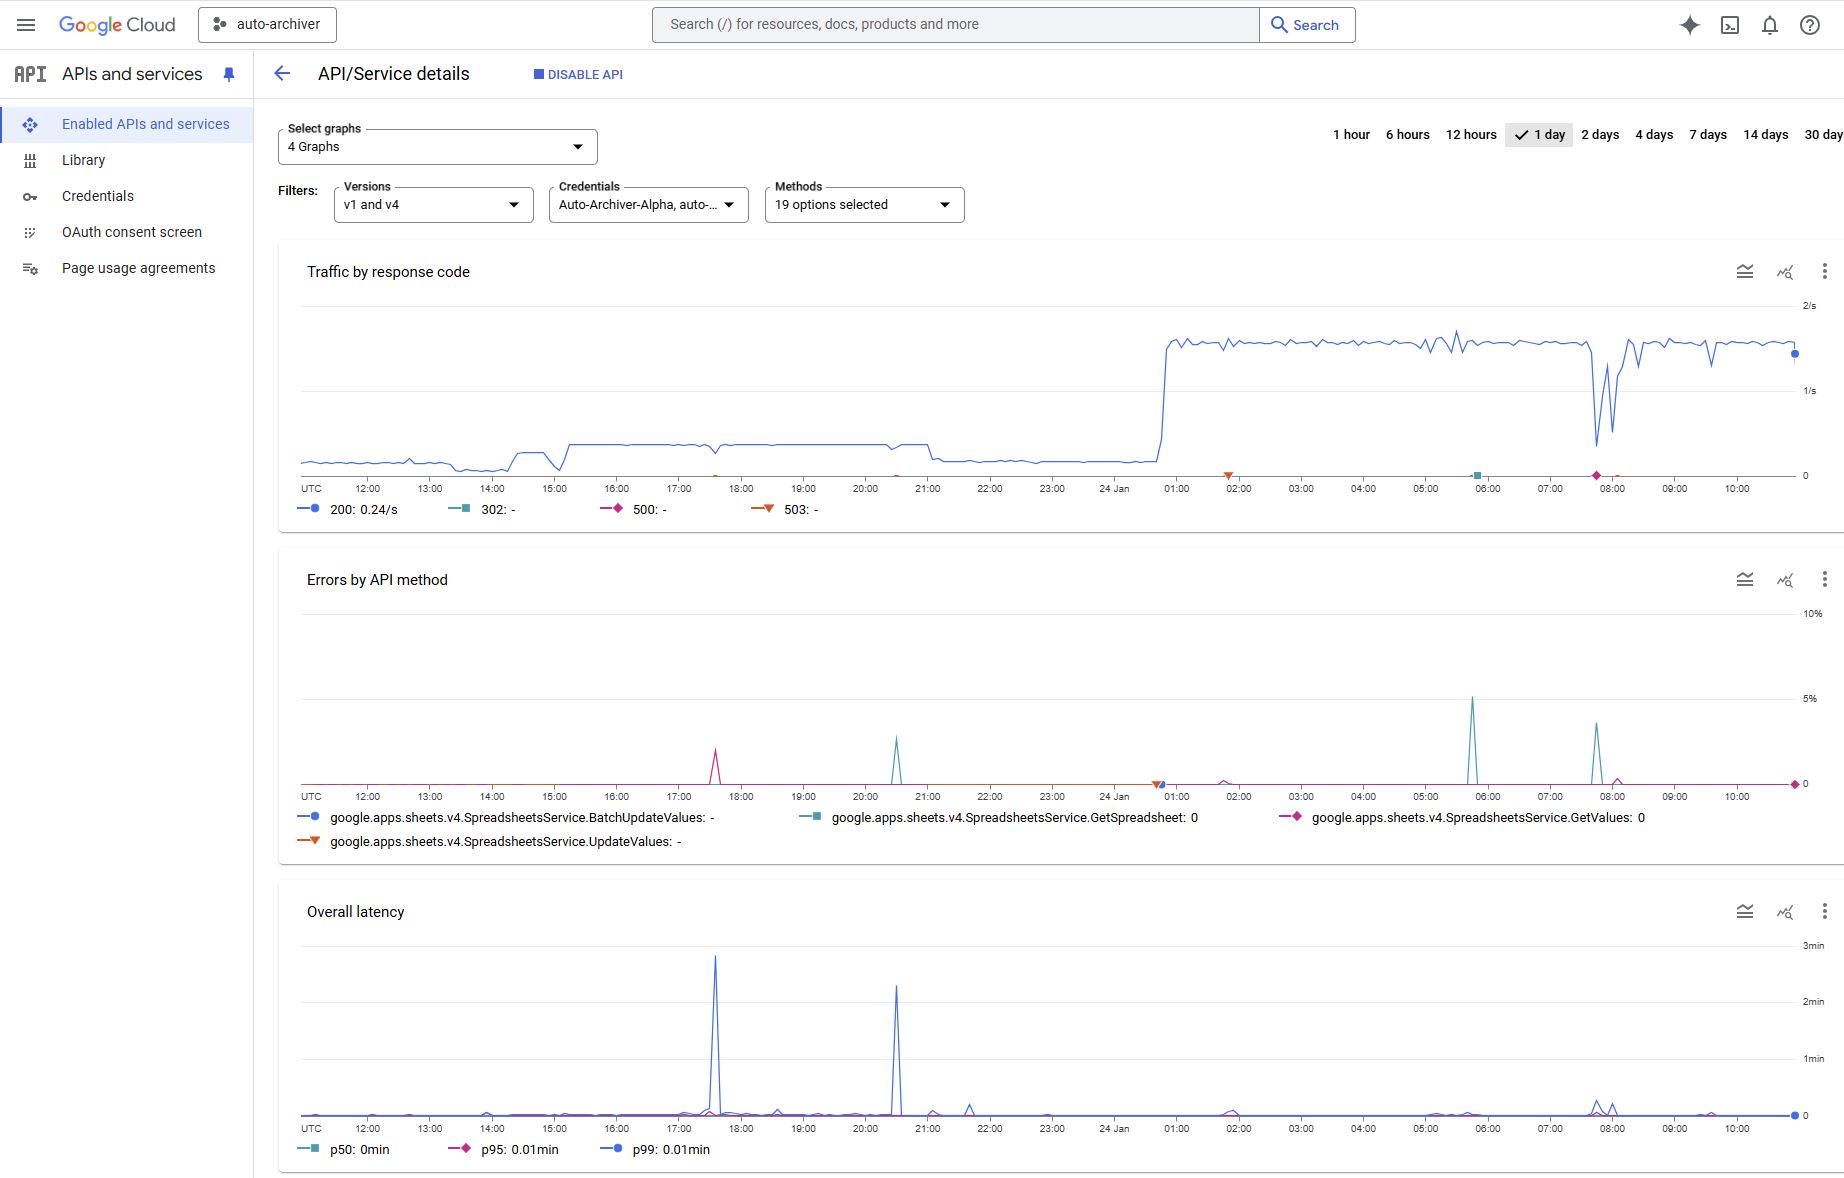 Google Cloud
auto-archiver
Search (/) for resources, docs, products and more
Search
API
APIs and services
API/Service details
DISABLE API
Enabled APIs and services
Library
Credentials
OAuth consent screen
Page usage agreements
Select graphs
4 Graphs
1 hour 6 hours 12 hours 1 day 2 days 4 days 7 days 14 days 30 day
Filters:
Versions
v1 and v4
Credentials
Auto-Archiver-Alpha, auto-...
Methods
19 options selected
Traffic by response code
2/s
1/s
0
UTC 12:00 13:00 14:00 15:00 16:00 17:00 18:00 19:00 20:00 21:00 22:00 23:00 24 Jan 01:00 02:00 03:00 04:00 05:00 06:00 07:00 08:00 09:00 10:00
200: 0.24/s 302: - 500: - 503: -
Errors by API method
10%
5%
0
UTC 12:00 13:00 14:00 15:00 16:00 17:00 18:00 19:00 20:00 21:00 22:00 23:00 24 Jan 01:00 02:00 03:00 04:00 05:00 06:00 07:00 08:00 09:00 10:00
google.apps.sheets.v4.SpreadsheetsService.BatchUpdateValues: - google.apps.sheets.v4.SpreadsheetsService.GetSpreadsheet: 0 google.apps.sheets.v4.SpreadsheetsService.GetValues: 0
google.apps.sheets.v4.SpreadsheetsService.UpdateValues: -
Overall latency
3min
2min
1min
0
UTC 12:00 13:00 14:00 15:00 16:00 17:00 18:00 19:00 20:00 21:00 22:00 23:00 24 Jan 01:00 02:00 03:00 04:00 05:00 06:00 07:00 08:00 09:00 10:00
p50: 0min p95: 0.01min p99: 0.01min